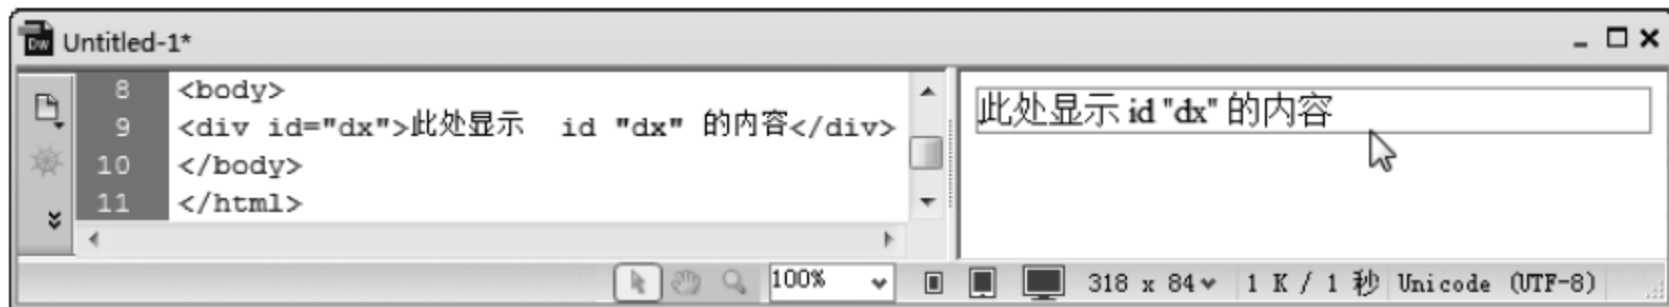 Dw Untitled-1*
8 <body>
9 <div id="dx">此处显示 id "dx" 的内容</div>
10 </body>
11 </html>
此处显示 id "dx" 的内容
100% 318 x 84 1 K / 1 秒 Unicode (UTF-8)